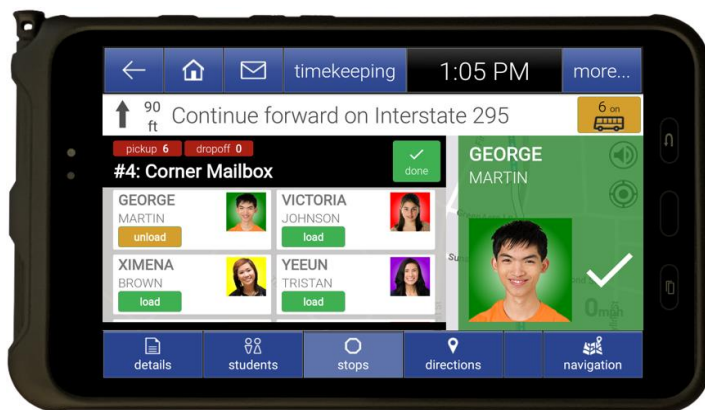 timekeeping
1:05 PM
more...
90 ft
Continue forward on Interstate 295
6 on
pickup 6 dropoff 0
#4: Corner Mailbox
done
GEORGE
MARTIN
unload
VICTORIA
JOHNSON
load
XIMENA
BROWN
load
YEEUN
TRISTAN
load
GEORGE
MARTIN
0mph
details
students
stops
directions
navigation